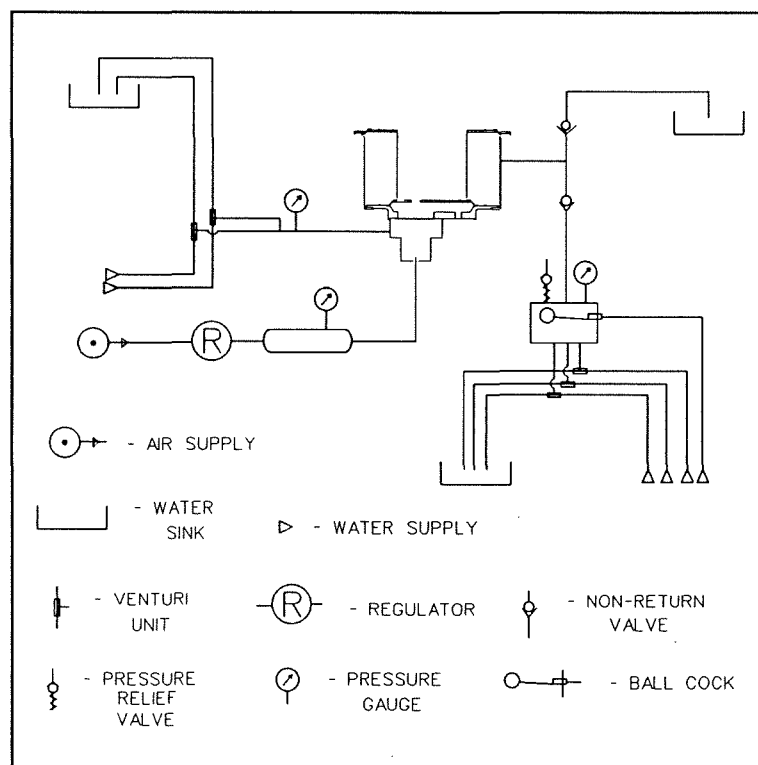 R
- AIR SUPPLY
- WATER
SINK
- WATER SUPPLY
- VENTURI
UNIT
R
- REGULATOR
- NON-RETURN
VALVE
- PRESSURE
RELIEF
VALVE
- PRESSURE
GAUGE
- BALL COCK